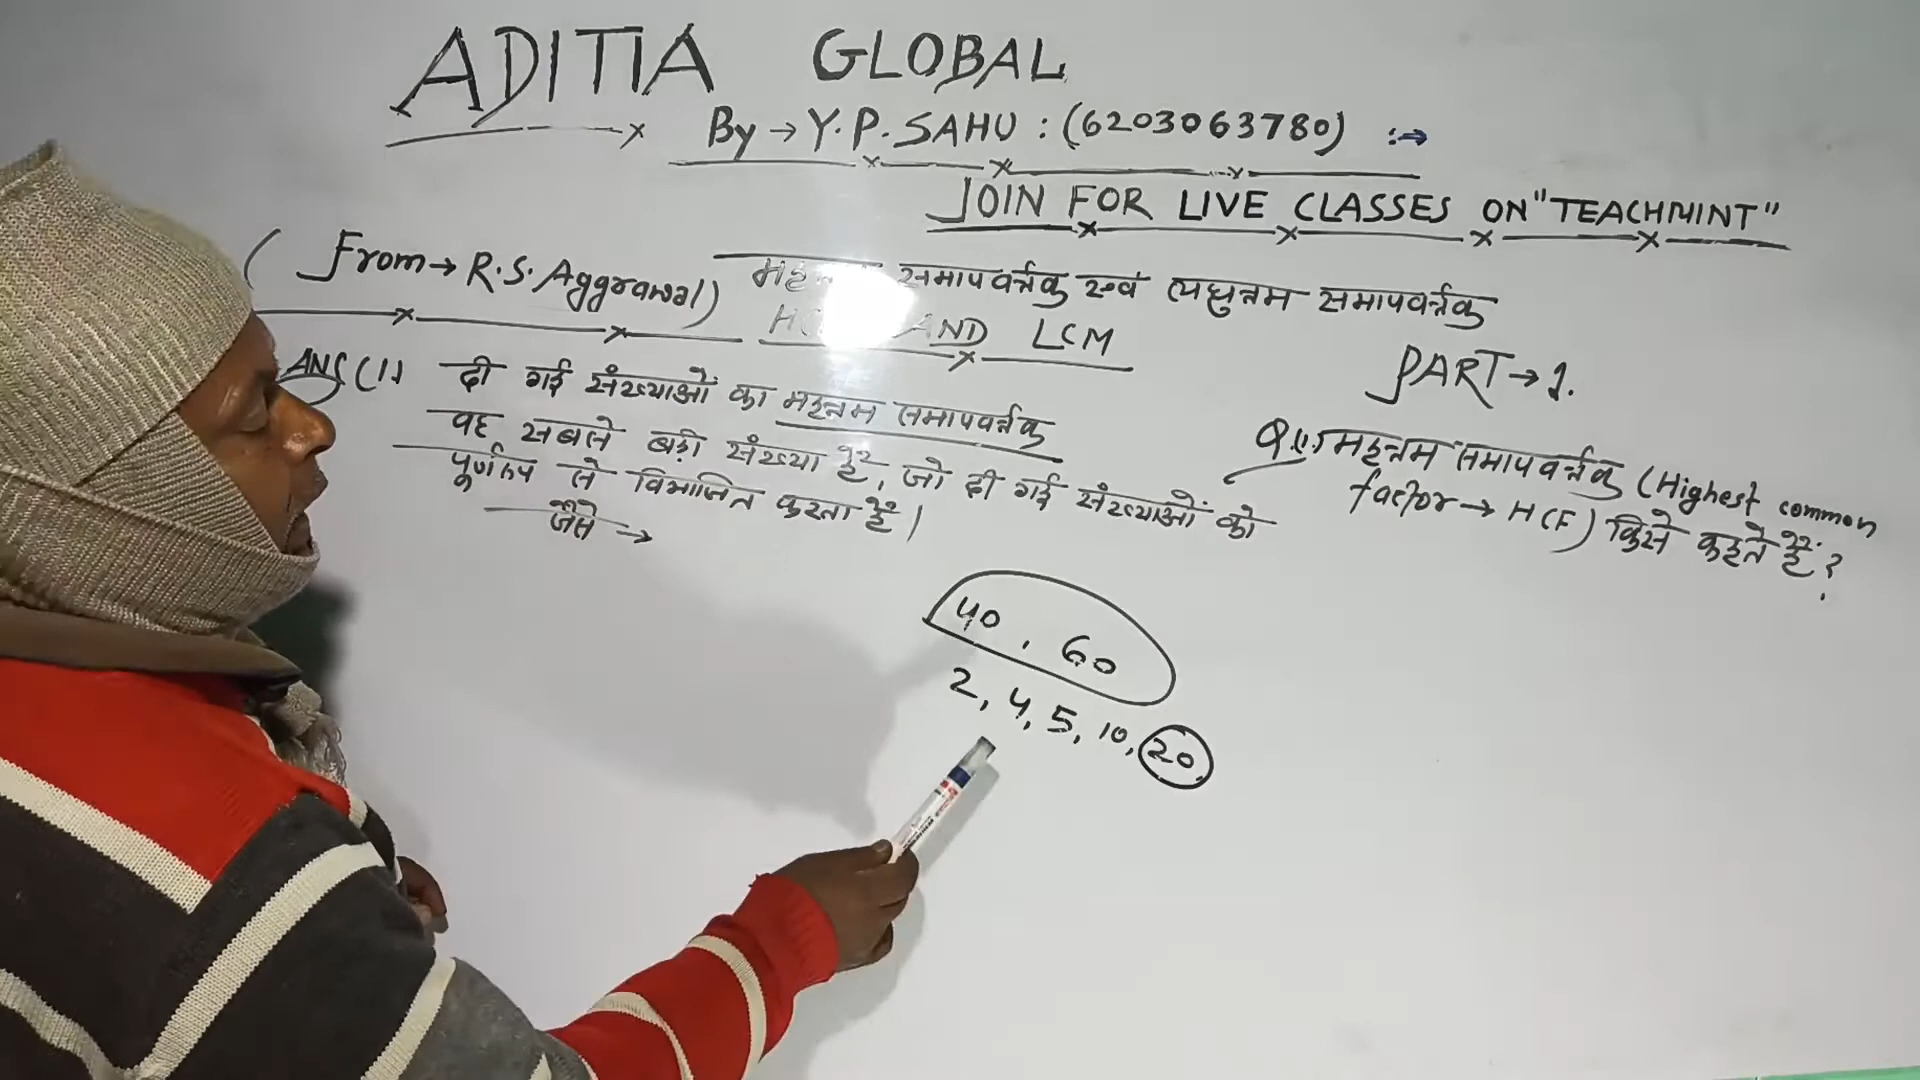 ADITIA GLOBAL
By → Y.P.SAHU : (6203063780) :⇒
JOIN FOR LIVE CLASSES ON "TEACHMINT"
(From → R.S. Aggrawal) समापवर्त्तक एवं लघुत्तम समापवर्त्तक
AND LCM
PART → 1.
Q.(1). महत्तम समापवर्त्तक (Highest common
factor → HCF) किसे कहते हैं?
ANS (1) दी गई संख्याओं का महत्तम समापवर्त्तक
वह सबसे बड़ी संख्या है, जो दी गई संख्याओं को
पूर्णरूप से विभाजित करता है।
जैसे →
40, 60
2, 4, 5, 10, 20